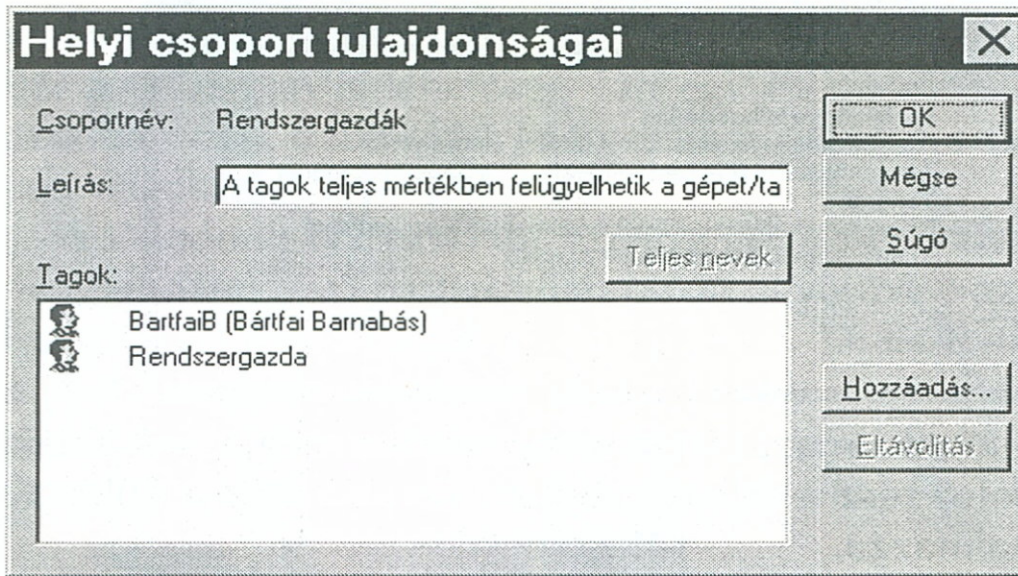 Helyi csoport tulajdonságai
Csoportnév: Rendszergazdák
OK
Leírás: A tagok teljes mértékben felügyelhetik a gépet/ta
Mégse
Súgó
Teljes nevek
Tagok:
BartfaiB (Bártfai Barnabás)
Rendszergazda
Hozzáadás...
Eltávolítás